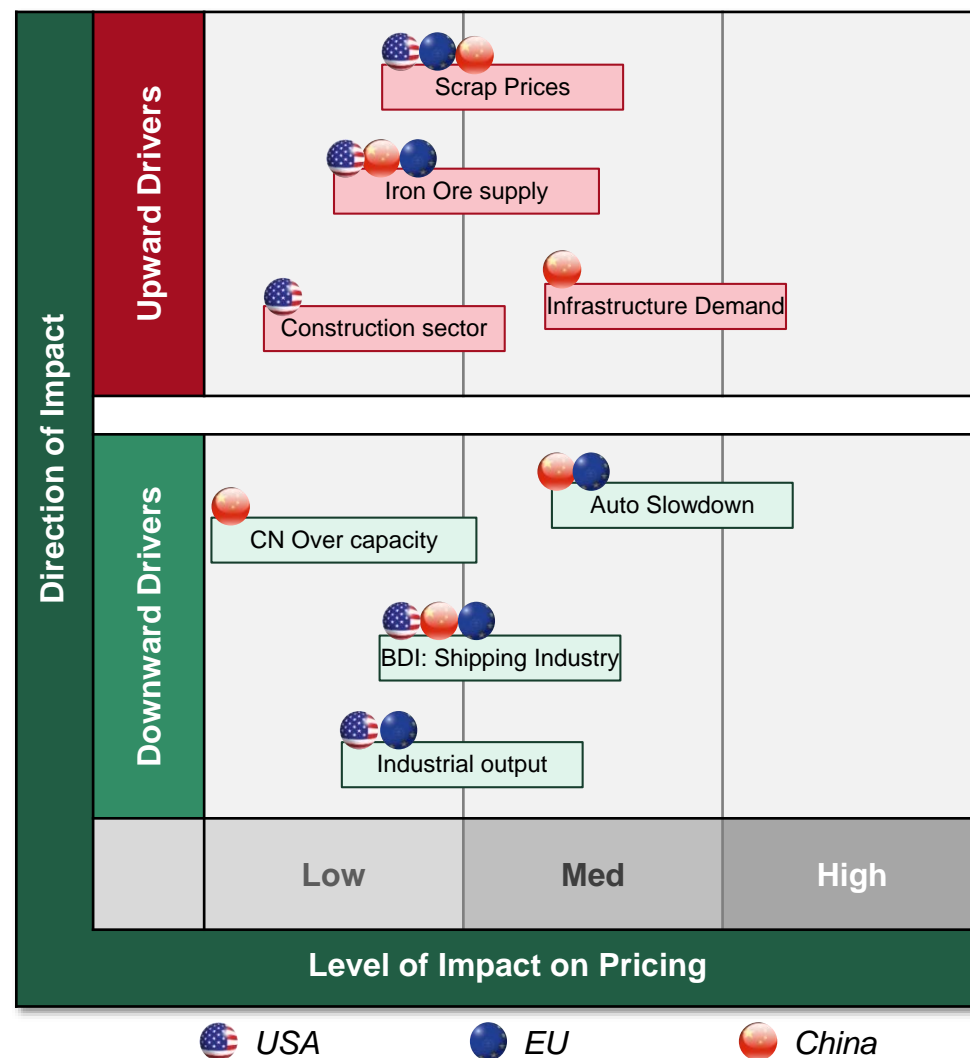 Direction of Impact
Upward Drivers
Scrap Prices
Iron Ore supply
Infrastructure Demand
Construction sector
Downward Drivers
Auto Slowdown
CN Over capacity
BDI: Shipping Industry
Industrial output
Low
Med
High
Level of Impact on Pricing
USA
EU
China